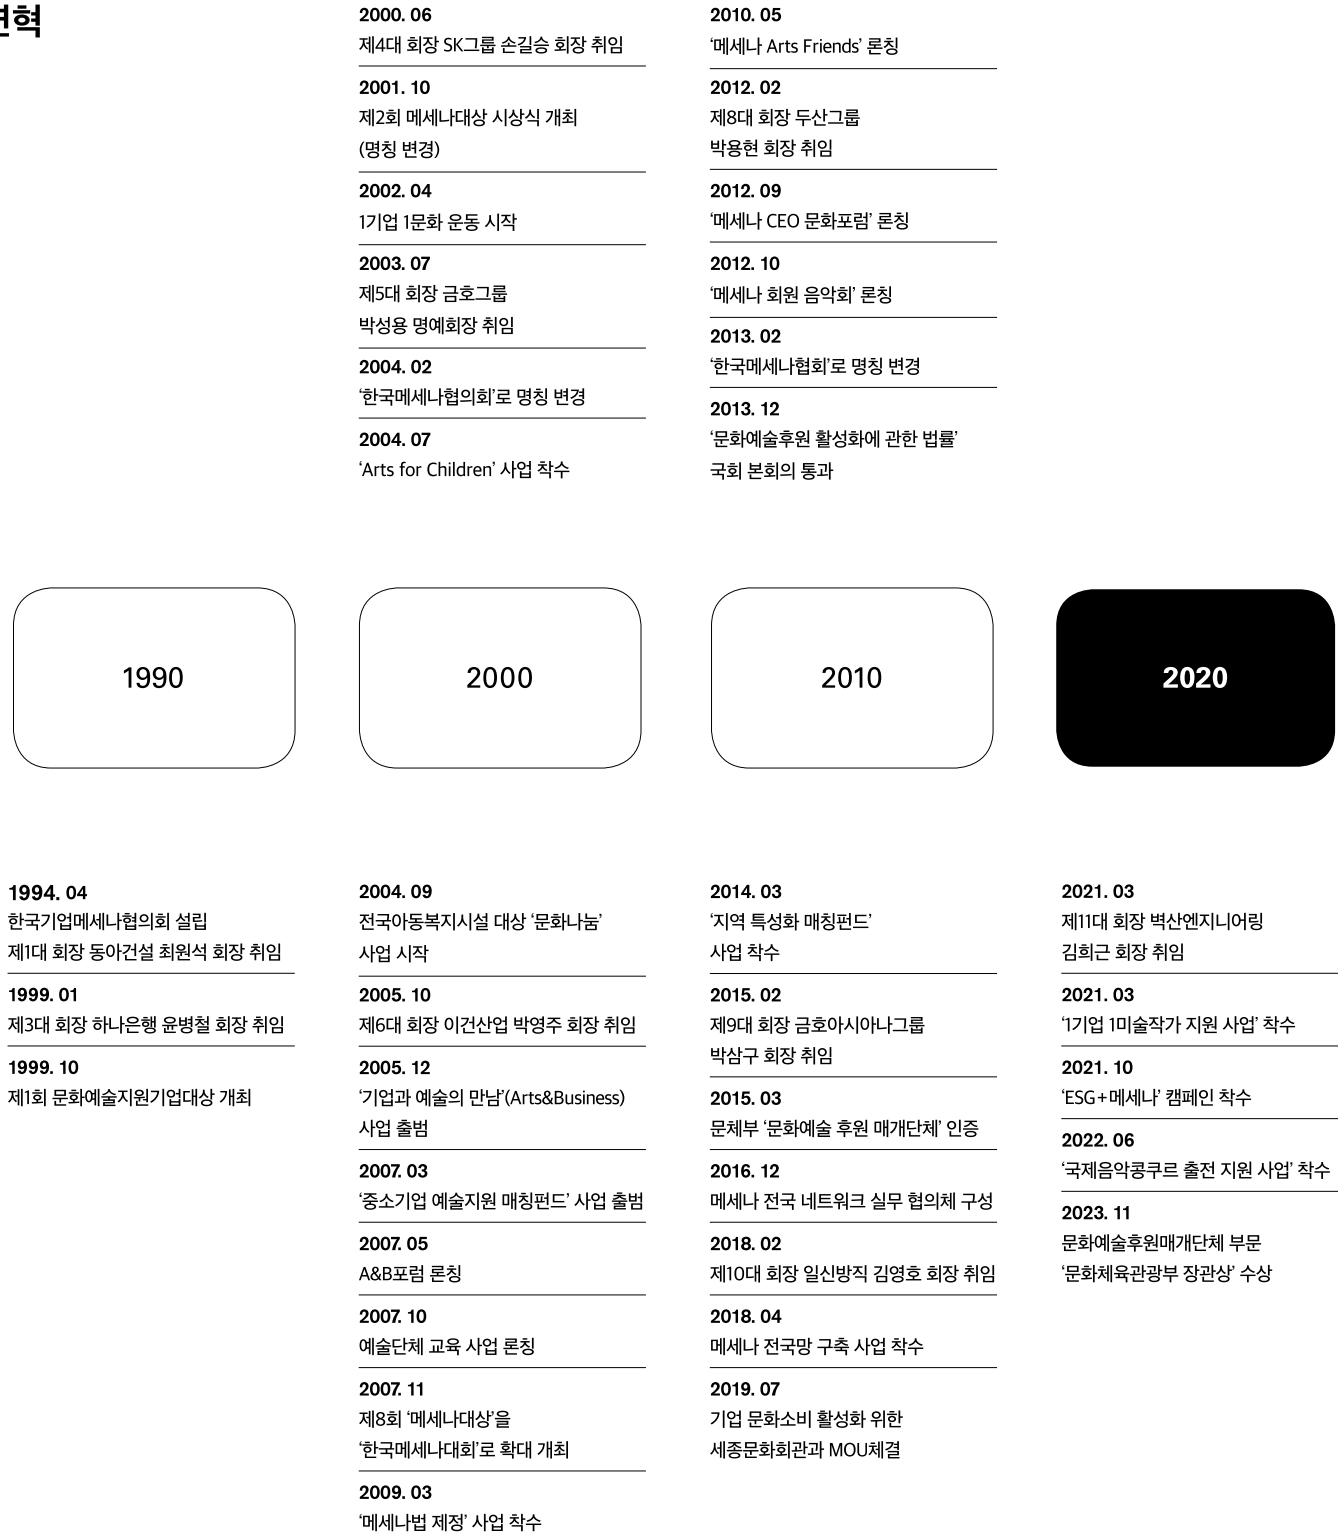 연혁
2000. 06
제4대 회장 SK그룹 손길승 회장 취임
2001. 10
제2회 메세나대상 시상식 개최
(명칭 변경)
2002. 04
1기업 1문화 운동 시작
2003. 07
제5대 회장 금호그룹
박성용 명예회장 취임
2004. 02
‘한국메세나협의회’로 명칭 변경
2004. 07
‘Arts for Children’ 사업 착수
2010. 05
‘메세나 Arts Friends’ 론칭
2012. 02
제8대 회장 두산그룹
박용현 회장 취임
2012. 09
‘메세나 CEO 문화포럼’ 론칭
2012. 10
‘메세나 회원 음악회’ 론칭
2013. 02
‘한국메세나협회’로 명칭 변경
2013. 12
‘문화예술후원 활성화에 관한 법률’
국회 본회의 통과
1990
2000
2010
2020
1994. 04
한국기업메세나협의회 설립
제1대 회장 동아건설 최원석 회장 취임
1999. 01
제3대 회장 하나은행 윤병철 회장 취임
1999. 10
제1회 문화예술지원기업대상 개최
2004. 09
전국아동복지시설 대상 ‘문화나눔’
사업 시작
2005. 10
제6대 회장 이건산업 박영주 회장 취임
2005. 12
‘기업과 예술의 만남’(Arts&Business)
사업 출범
2007. 03
‘중소기업 예술지원 매칭펀드’ 사업 출범
2007. 05
A&B포럼 론칭
2007. 10
예술단체 교육 사업 론칭
2007. 11
제8회 ‘메세나대상’을
‘한국메세나대회’로 확대 개최
2009. 03
‘메세나법 제정’ 사업 착수
2014. 03
‘지역 특성화 매칭펀드’
사업 착수
2015. 02
제9대 회장 금호아시아나그룹
박삼구 회장 취임
2015. 03
문체부 ‘문화예술 후원 매개단체’ 인증
2016. 12
메세나 전국 네트워크 실무 협의체 구성
2018. 02
제10대 회장 일신방직 김영호 회장 취임
2018. 04
메세나 전국망 구축 사업 착수
2019. 07
기업 문화소비 활성화 위한
세종문화회관과 MOU체결
2021. 03
제11대 회장 벽산엔지니어링
김희근 회장 취임
2021. 03
‘1기업 1미술작가 지원 사업’ 착수
2021. 10
‘ESG+메세나’ 캠페인 착수
2022. 06
‘국제음악콩쿠르 출전 지원 사업’ 착수
2023. 11
문화예술후원매개단체 부문
‘문화체육관광부 장관상’ 수상